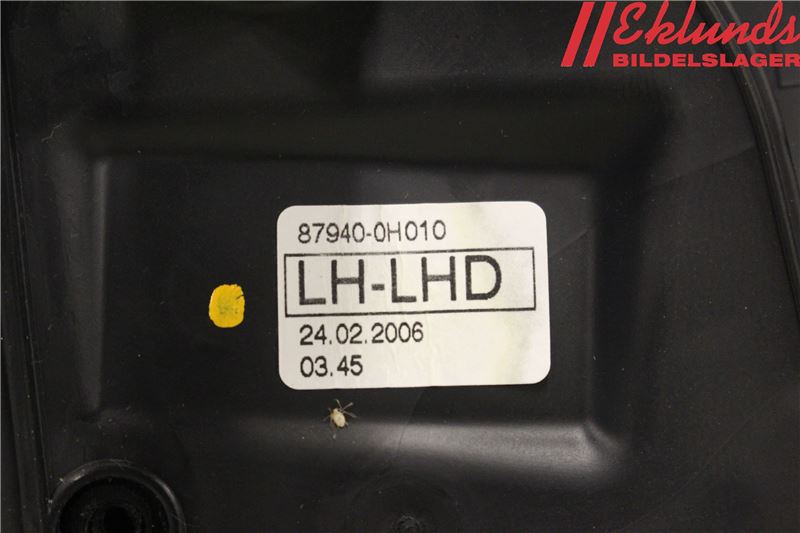 Eklunds
BILDELSLAGER
87940-0H010
LH-LHD
24.02.2006
03.45